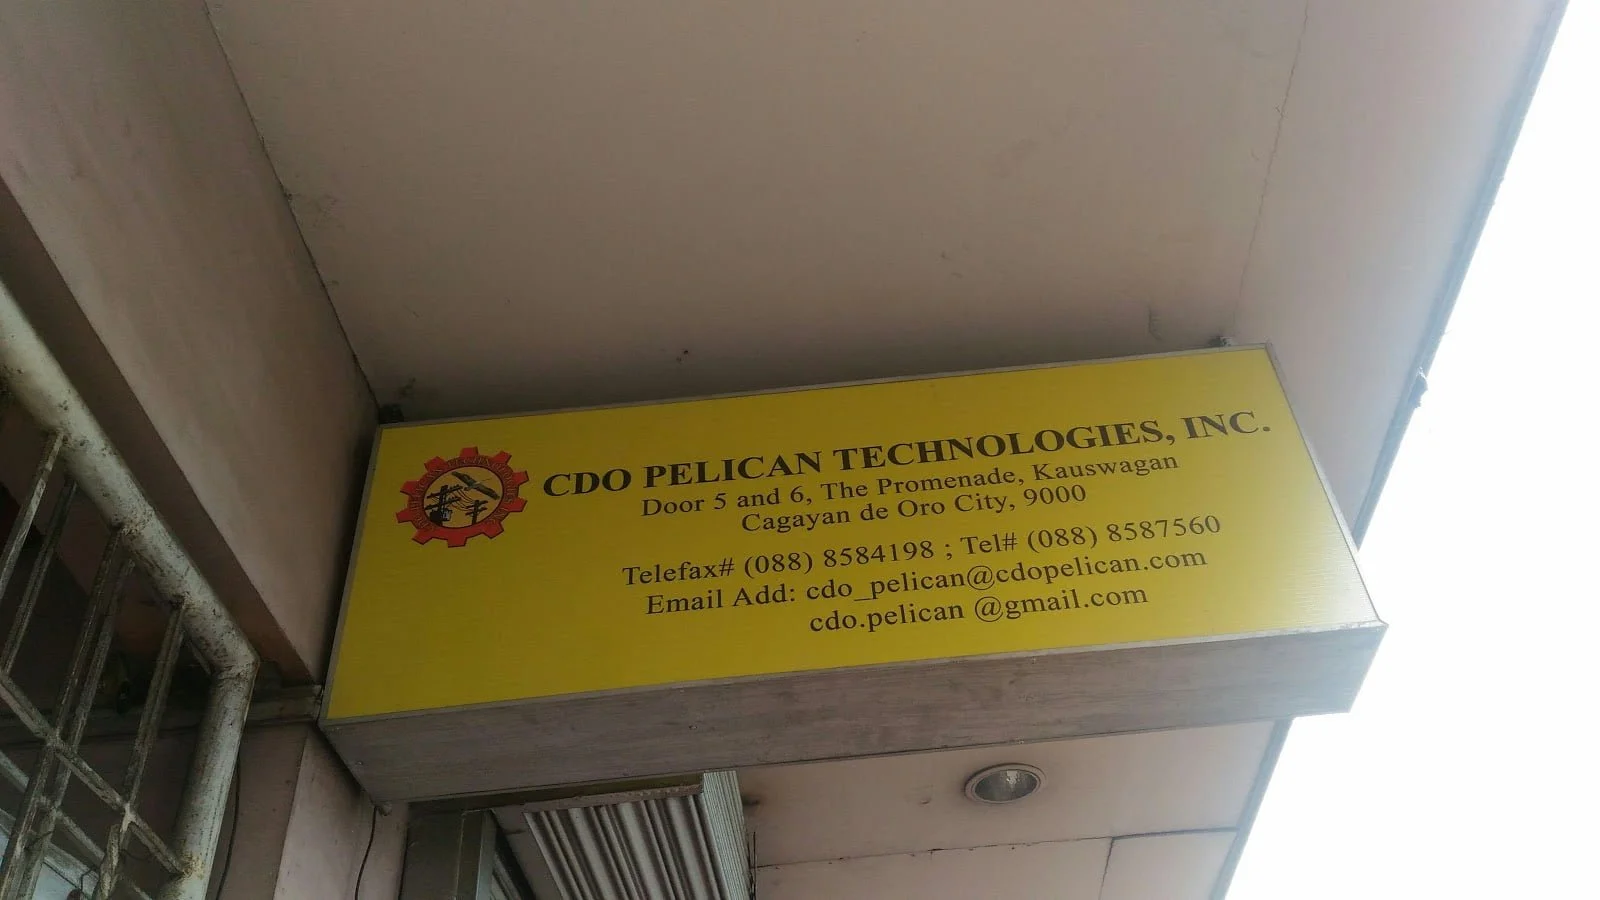 CDO PELICAN TECHNOLOGIES, INC.
Door 5 and 6, The Promenade, Kauswagan
Cagayan de Oro City, 9000
Telefax# (088) 8584198 ; Tel# (088) 8587560
Email Add: cdo_pelican@cdopelican.com
cdo.pelican @gmail.com